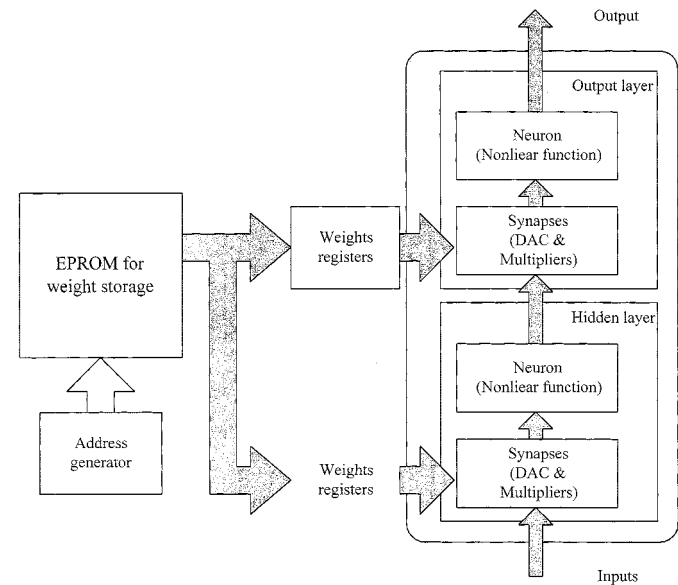 Output
Output layer
Neuron
(Nonliear function)
Synapses
(DAC &
Multipliers)
Weights
registers
EPROM for
weight storage
Hidden layer
Neuron
(Nonliear function)
Synapses
(DAC &
Multipliers)
Weights
registers
Address
generator
Inputs